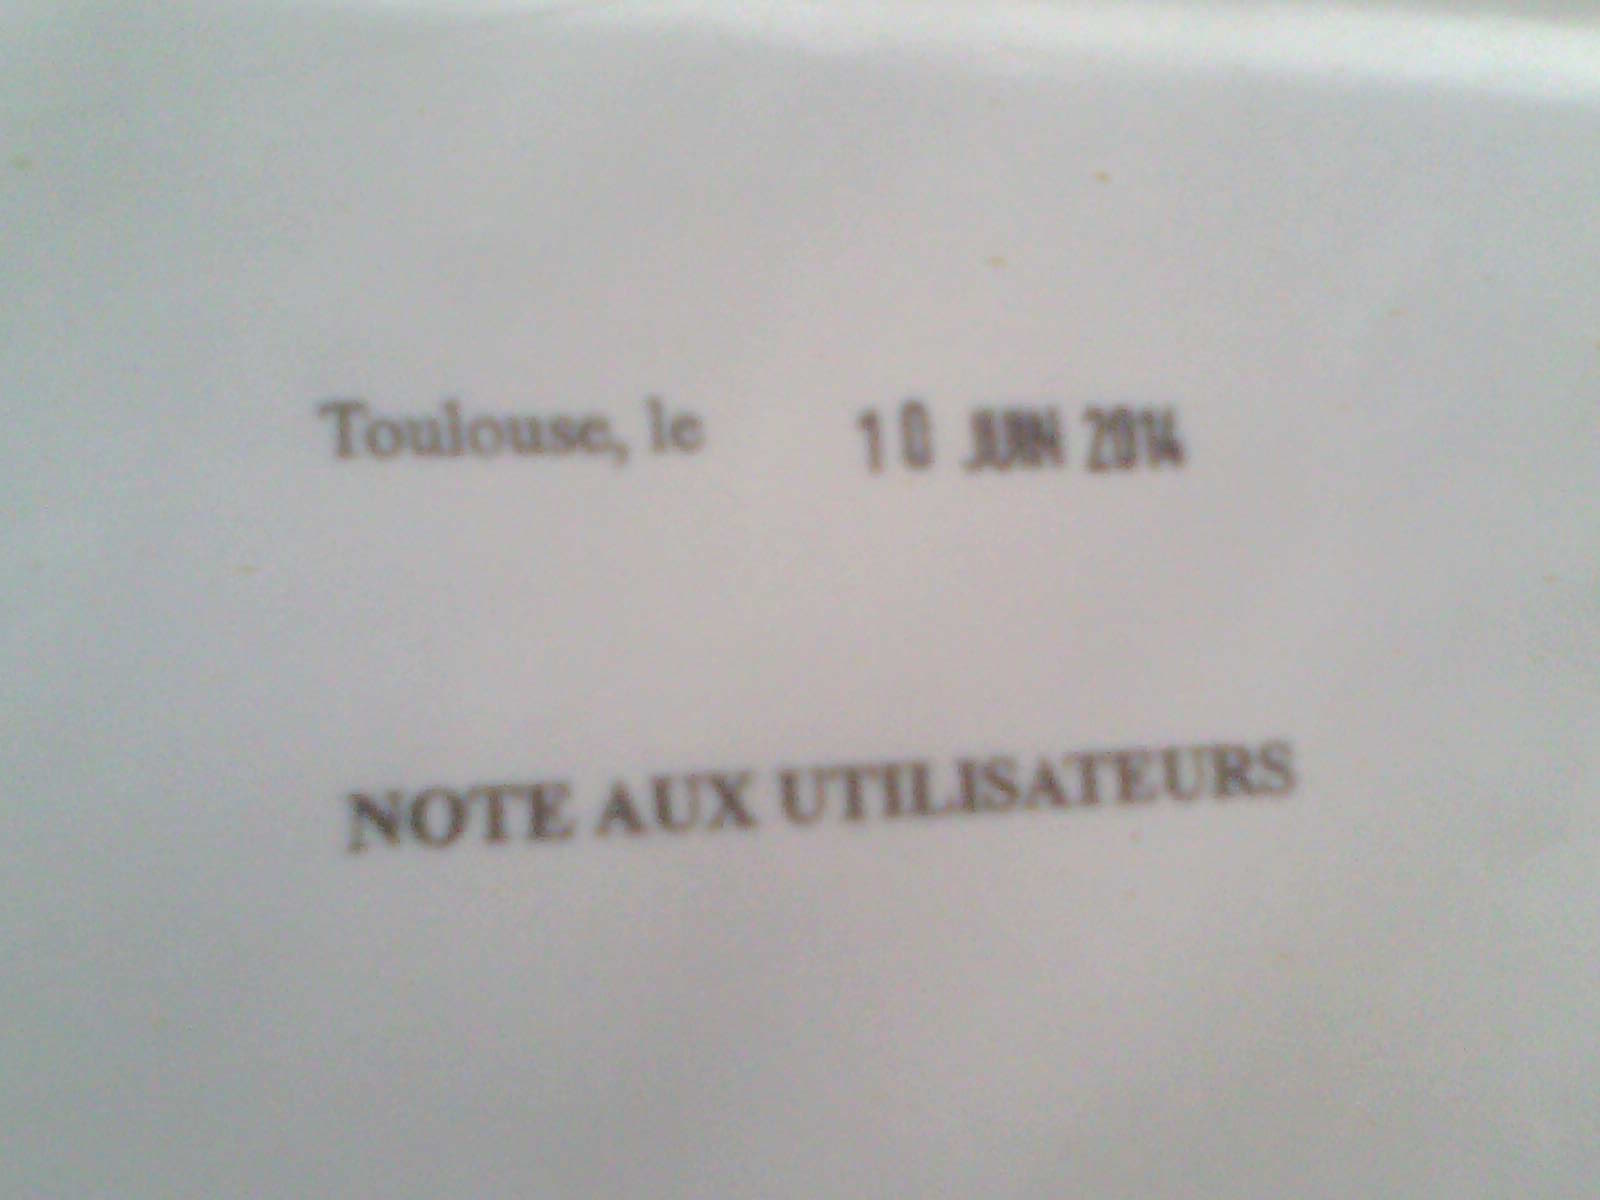 Toulouse, le 10 JUIN 2014
NOTE AUX UTILISATEURS